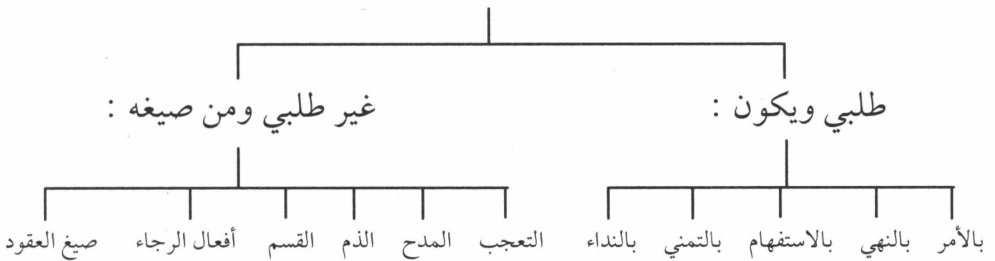 طلبي ويكون :
غير طلبي ومن صيغه :
بالأمر بالنهي بالاستفهام بالتمني بالنداء
التعجب المدح الذم القسم أفعال الرجاء صيغ العقود